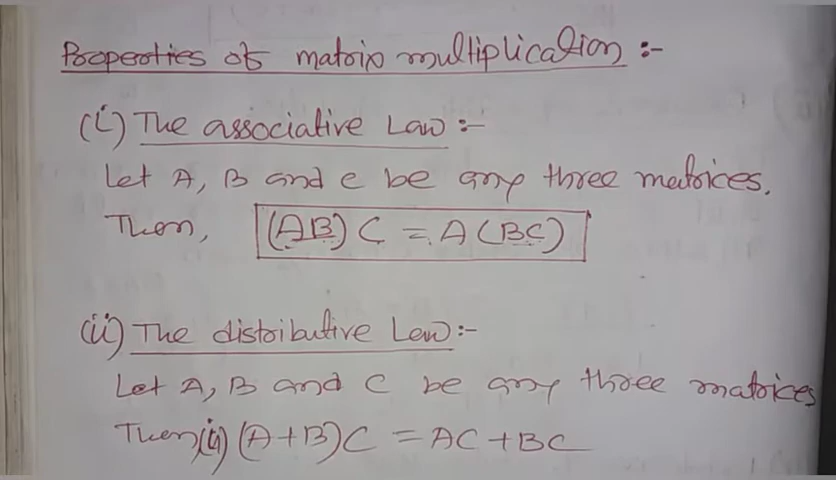 Properties of matrix multiplication :-
(i) The associative Law :-
Let A, B and C be any three matrices.
Then, (AB) C = A (BC)
(ii) The distributive Law :-
Let A, B and C be any three matrices
Then (i) (A+B)C = AC + BC